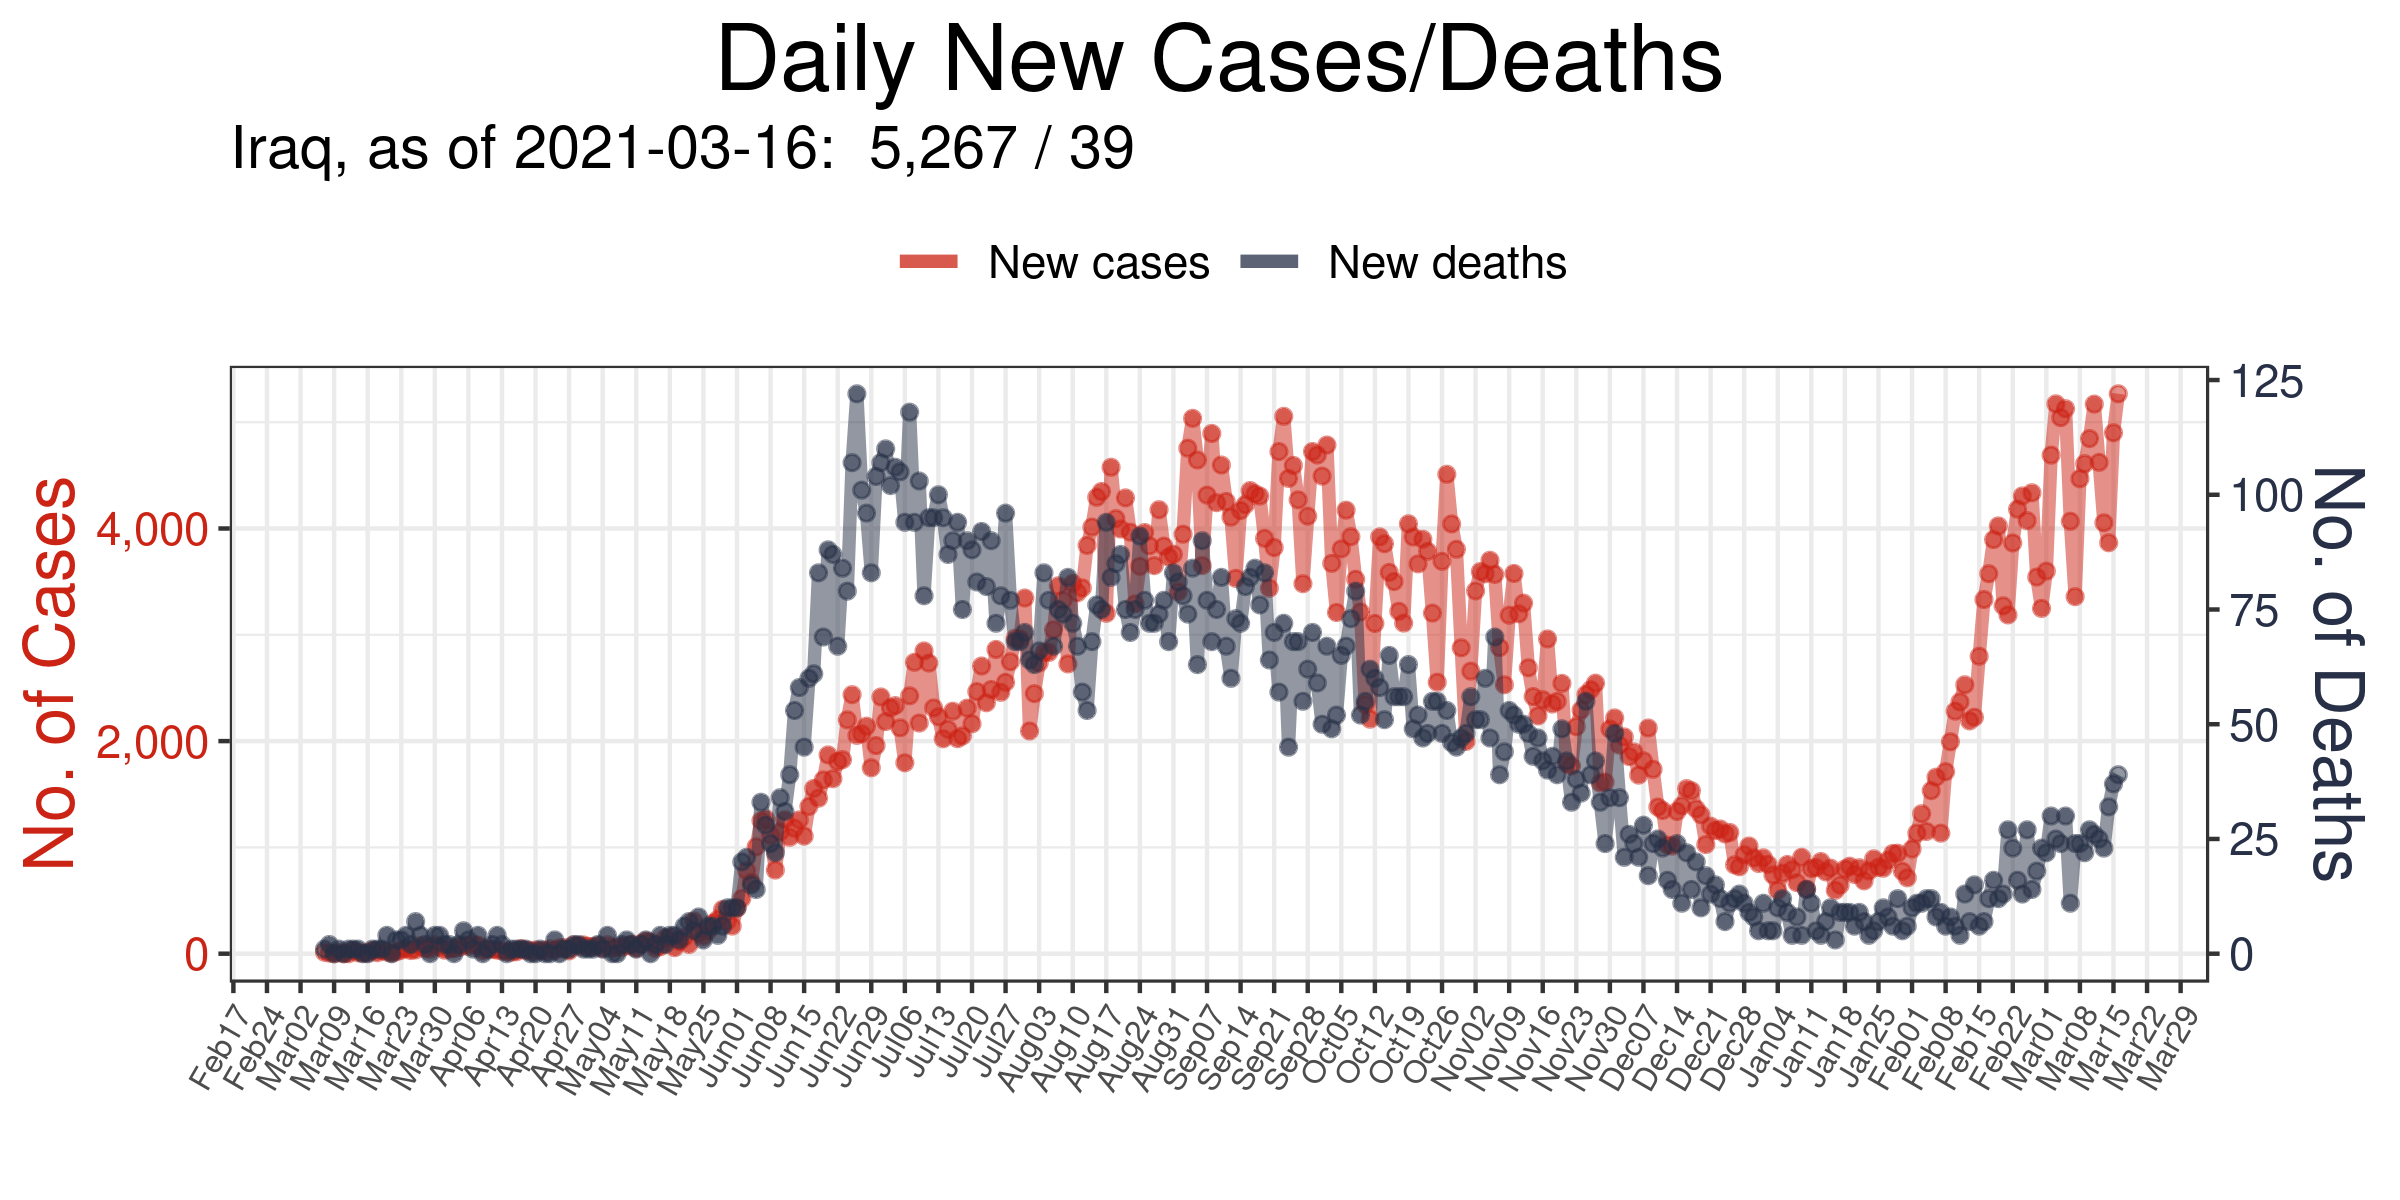 Daily New Cases/Deaths
Iraq, as of 2021-03-16:  5,267 / 39
New cases New deaths
No. of Cases
4,000
2,000
0
125
100
75
50
25
0
No. of Deaths
Feb17 Feb24 Mar02 Mar09 Mar16 Mar23 Mar30 Apr06 Apr13 Apr20 Apr27 May04 May11 May18 May25 Jun01 Jun08 Jun15 Jun22 Jun29 Jul06 Jul13 Jul20 Jul27 Aug03 Aug10 Aug17 Aug24 Aug31 Sep07 Sep14 Sep21 Sep28 Oct05 Oct12 Oct19 Oct26 Nov02 Nov09 Nov16 Nov23 Nov30 Dec07 Dec14 Dec21 Dec28 Jan04 Jan11 Jan18 Jan25 Feb01 Feb08 Feb15 Feb22 Mar01 Mar08 Mar15 Mar22 Mar29